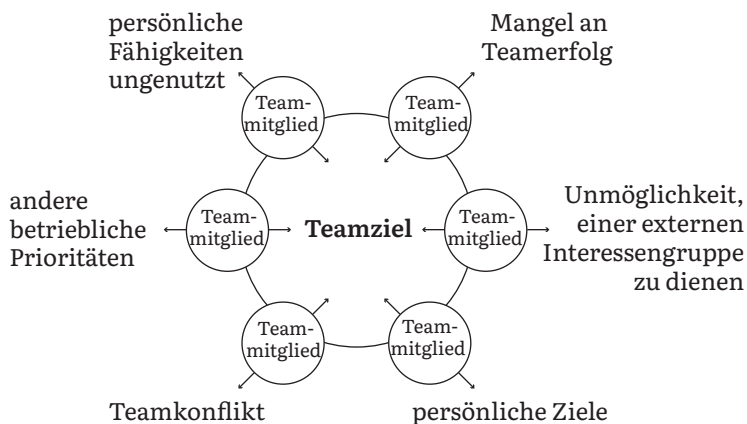 persönliche
Fähigkeiten
ungenutzt
Mangel an
Teamerfolg
Team-
mitglied
Team-
mitglied
andere
betriebliche
Prioritäten
Team-
mitglied
Teamziel
Team-
mitglied
Unmöglichkeit,
einer externen
Interessengruppe
zu dienen
Team-
mitglied
Team-
mitglied
Teamkonflikt
persönliche Ziele